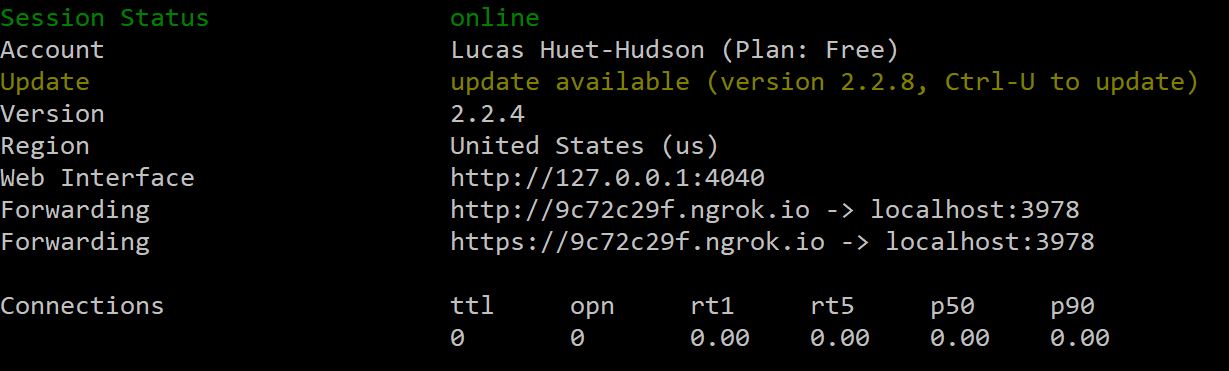 Session Status online
Account Lucas Huet-Hudson (Plan: Free)
Update update available (version 2.2.8, Ctrl-U to update)
Version 2.2.4
Region United States (us)
Web Interface http://127.0.0.1:4040
Forwarding http://9c72c29f.ngrok.io -> localhost:3978
Forwarding https://9c72c29f.ngrok.io -> localhost:3978
Connections ttl opn rt1 rt5 p50 p90
0 0 0.00 0.00 0.00 0.00